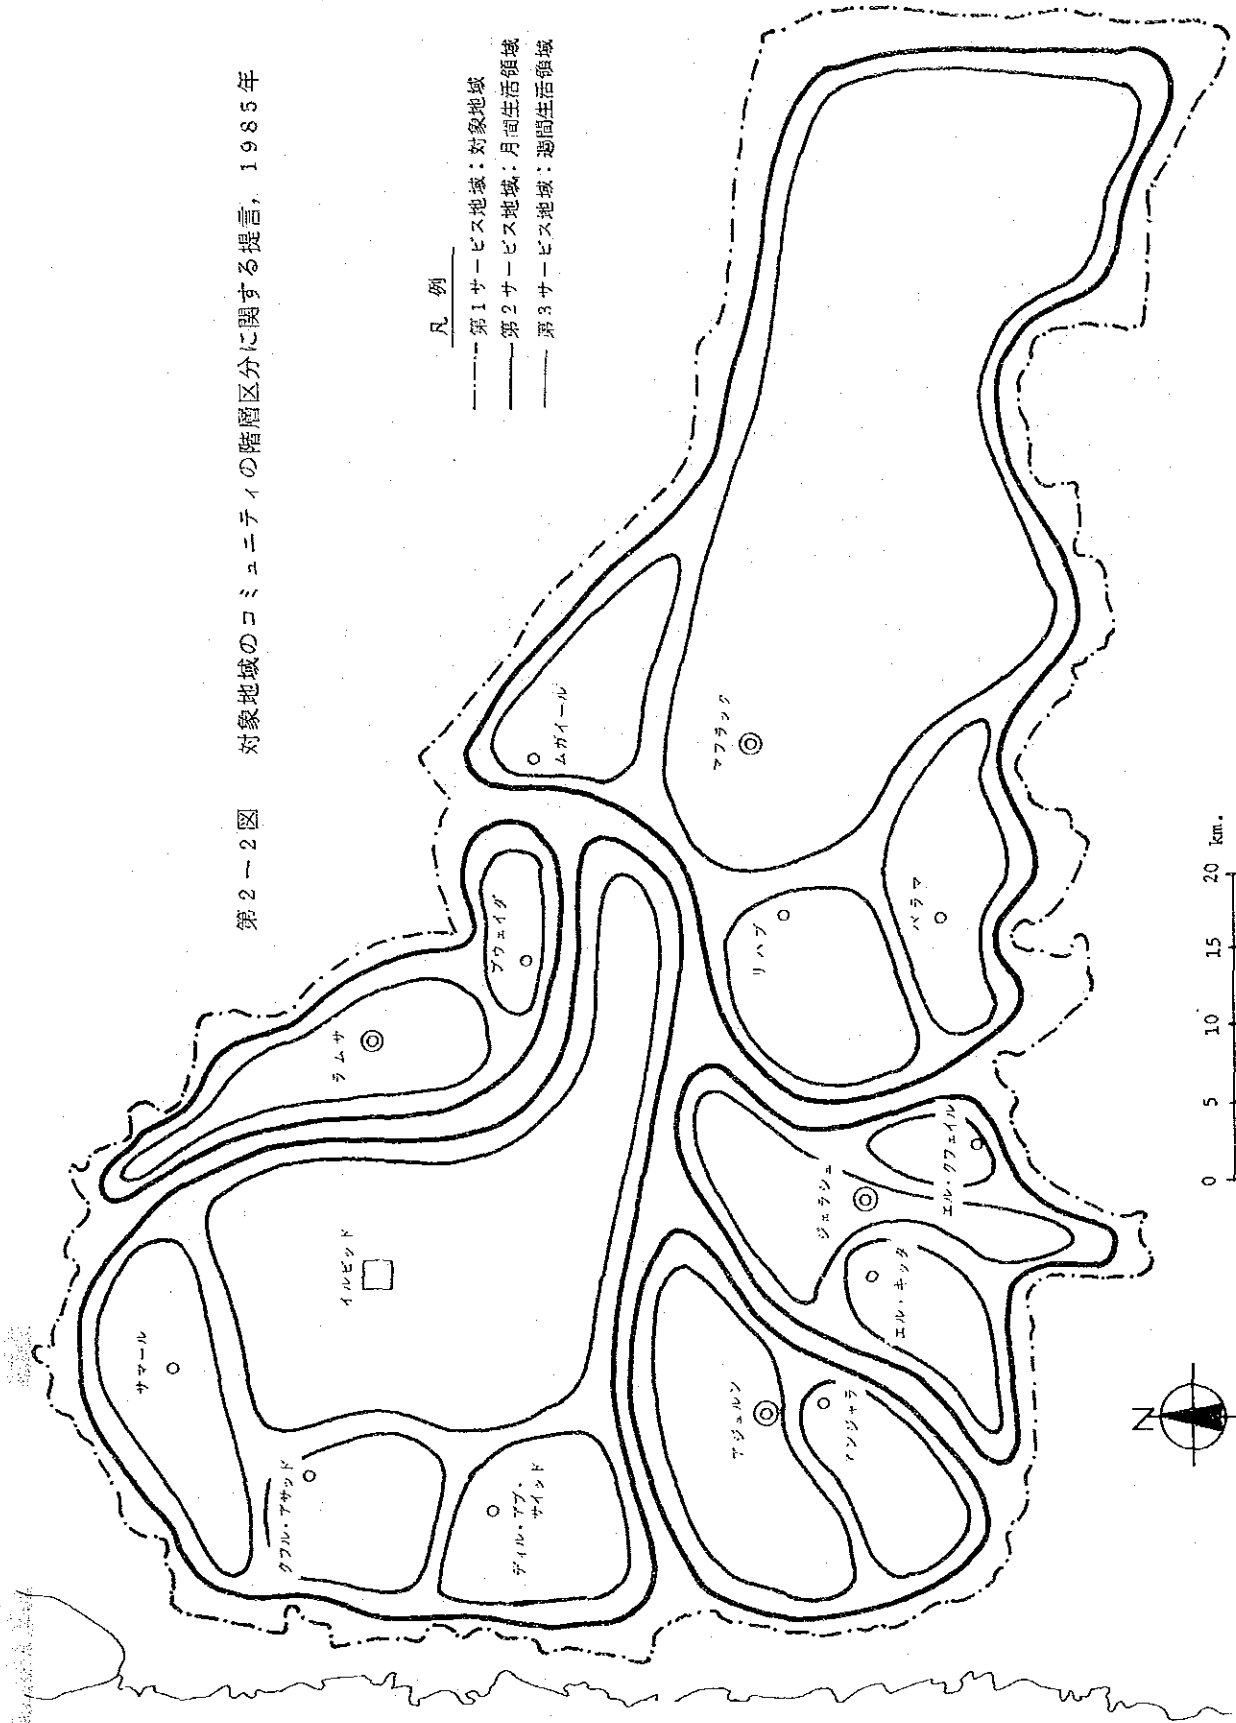 第2-2図 対象地域のコミュニティの階層区分に関する提言, 1985年
凡例
第1サービス地域:対象地域
第2サービス地域:月間生活領域
第3サービス地域:週間生活領域
サマール
クフル・アサッド
ディル・アブ・
サイッド
イルビッド
ラムサ
ブウェイダ
ムガイール
マフラック
リハブ
バラマ
ジェラシュ
エル・クウェイル
エル・キッタ
アジェルン
アンジャラ
N
0 5 10 15 20 km.